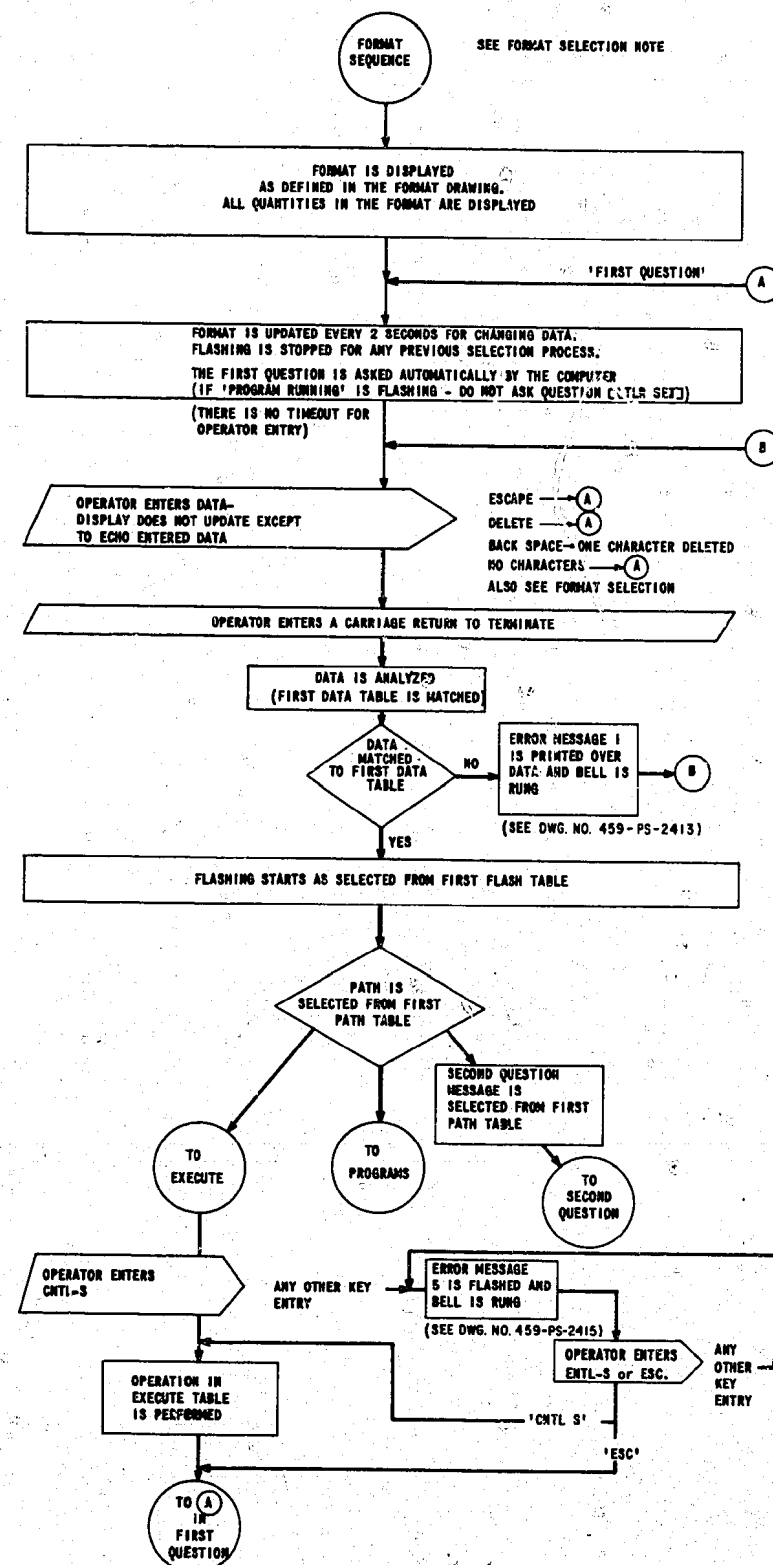 FORMAT
SEQUENCE
SEE FORMAT SELECTION NOTE
FORMAT IS DISPLAYED
AS DEFINED IN THE FORMAT DRAWING.
ALL QUANTITIES IN THE FORMAT ARE DISPLAYED
'FIRST QUESTION'
A
FORMAT IS UPDATED EVERY 2 SECONDS FOR CHANGING DATA.
FLASHING IS STOPPED FOR ANY PREVIOUS SELECTION PROCESS.
THE FIRST QUESTION IS ASKED AUTOMATICALLY BY THE COMPUTER
(IF 'PROGRAM RUNNING' IS FLASHING - DO NOT ASK QUESTION
(THERE IS NO TIMEOUT FOR
OPERATOR ENTRY)
B
OPERATOR ENTERS DATA-
DISPLAY DOES NOT UPDATE EXCEPT
TO ECHO ENTERED DATA
ESCAPE → A
DELETE → A
BACK SPACE → ONE CHARACTER DELETED
NO CHARACTERS → A
ALSO SEE FORMAT SELECTION
OPERATOR ENTERS A CARRIAGE RETURN TO TERMINATE
DATA IS ANALYZED
(FIRST DATA TABLE IS MATCHED)
DATA
MATCHED
TO FIRST DATA
TABLE
NO
ERROR MESSAGE 1
IS PRINTED OVER
DATA AND BELL IS
RUNG
B
(SEE DWG. NO. 459-PS-2413)
YES
FLASHING STARTS AS SELECTED FROM FIRST FLASH TABLE
PATH IS
SELECTED FROM FIRST
PATH TABLE
SECOND QUESTION
MESSAGE IS
SELECTED FROM FIRST
PATH TABLE
TO
EXECUTE
TO
PROGRAMS
TO
SECOND
QUESTION
OPERATOR ENTERS
CNTL-S
ANY OTHER KEY
ENTRY
ERROR MESSAGE
5 IS FLASHED AND
BELL IS RUNG
(SEE DWG. NO. 459-PS-2415)
OPERATOR ENTERS
ENTL-S or ESC.
ANY
OTHER
KEY
ENTRY
OPERATION IN
EXECUTE TABLE
IS PERFORMED
'CNTL S'
'ESC'
TO A
IN
FIRST
QUESTION